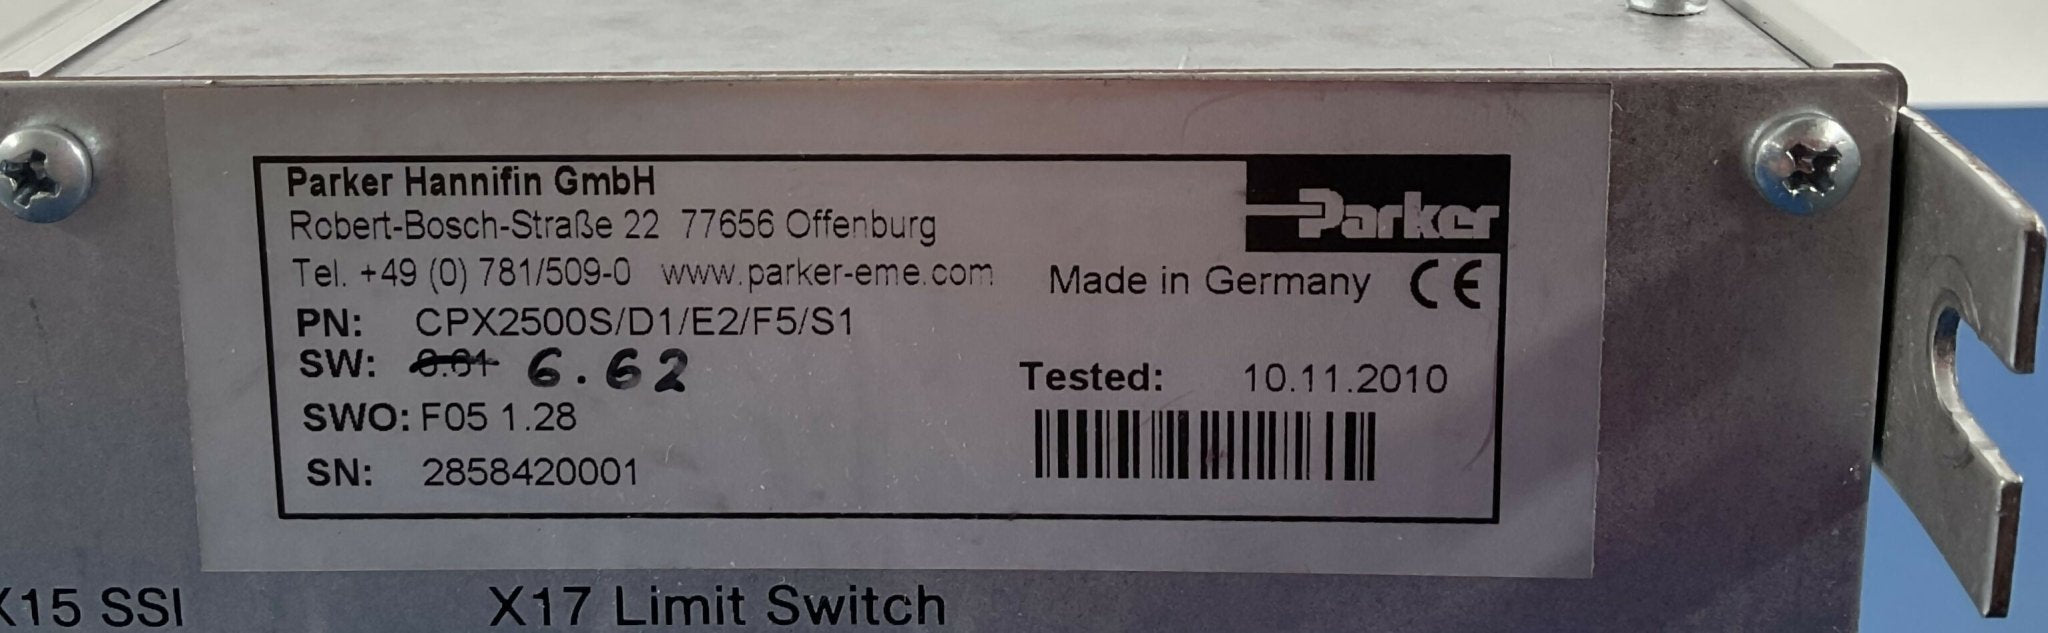 Parker Hannifin GmbH
Parker
Robert-Bosch-Straße 22 77656 Offenburg
Tel. +49 (0) 781/509-0 www.parker-eme.com
Made in Germany CE
PN: CPX2500S/D1/E2/F5/S1
SW: 6.62
Tested: 10.11.2010
SWO: F05 1.28
SN: 2858420001
X15 SSI
X17 Limit Switch